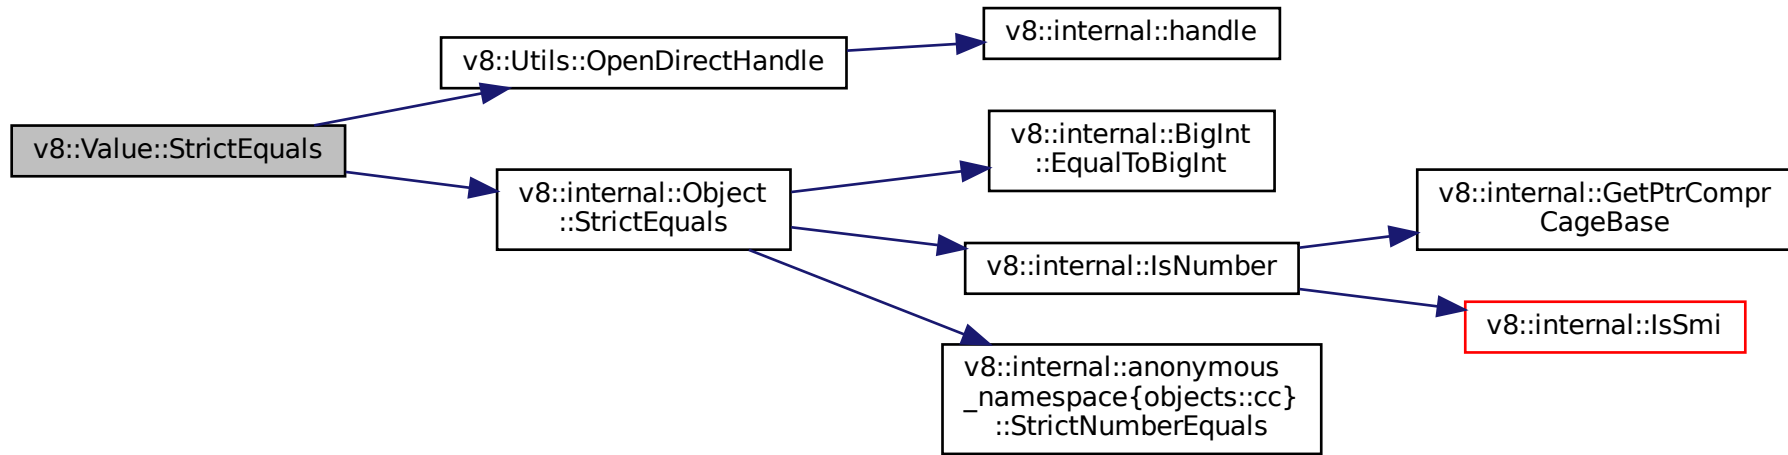 v8::Value::StrictEquals
v8::Utils::OpenDirectHandle
v8::internal::handle
v8::internal::Object
::StrictEquals
v8::internal::BigInt
::EqualToBigInt
v8::internal::IsNumber
v8::internal::GetPtrCompr
CageBase
v8::internal::IsSmi
v8::internal::anonymous
_namespace{objects::cc}
::StrictNumberEquals